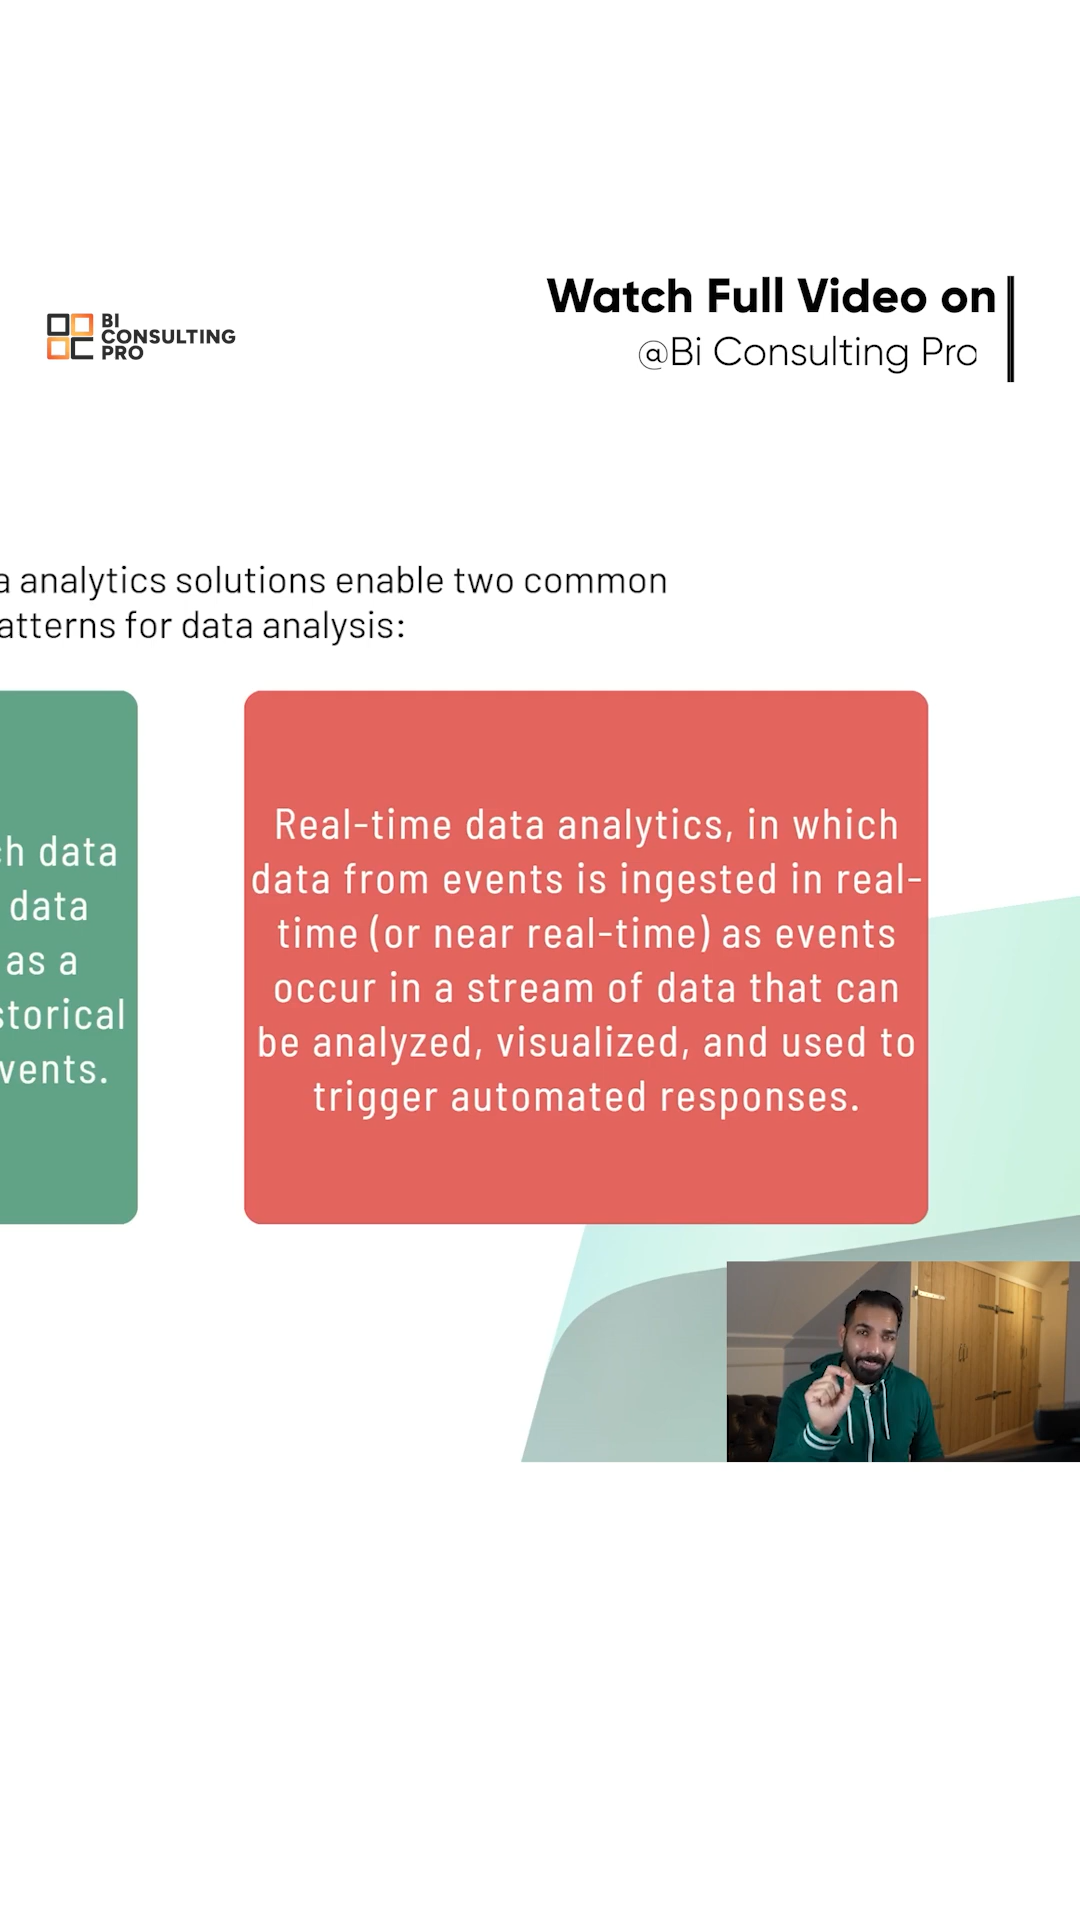 BI
CONSULTING
PRO
Watch Full Video on
@Bi Consulting Pro
a analytics solutions enable two common
atterns for data analysis:
ch data
data
as a
storical
vents.
Real-time data analytics, in which
data from events is ingested in real-
time (or near real-time) as events
occur in a stream of data that can
be analyzed, visualized, and used to
trigger automated responses.